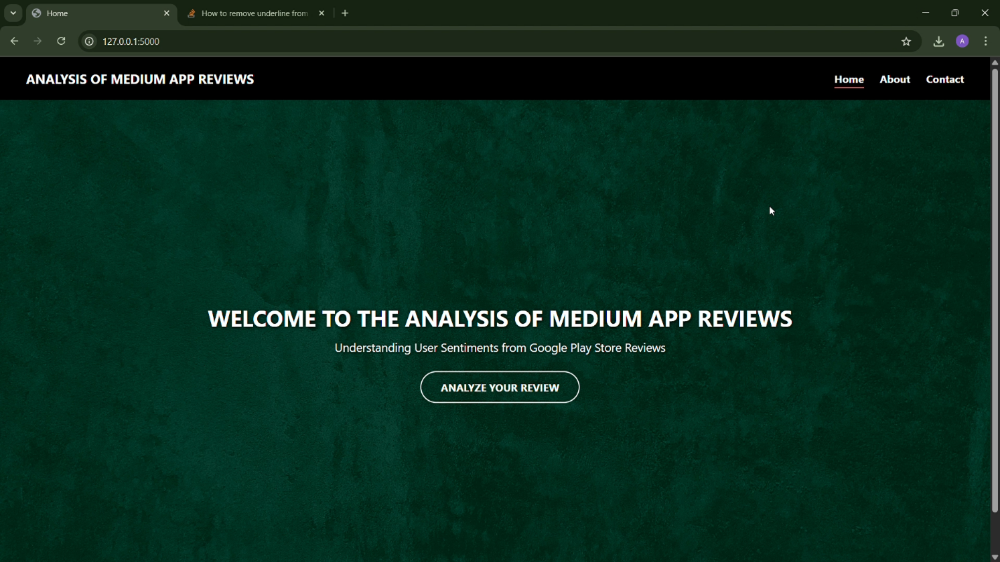 Home
How to remove underline from
127.0.0.1:5000
A
ANALYSIS OF MEDIUM APP REVIEWS
Home About Contact
WELCOME TO THE ANALYSIS OF MEDIUM APP REVIEWS
Understanding User Sentiments from Google Play Store Reviews
ANALYZE YOUR REVIEW